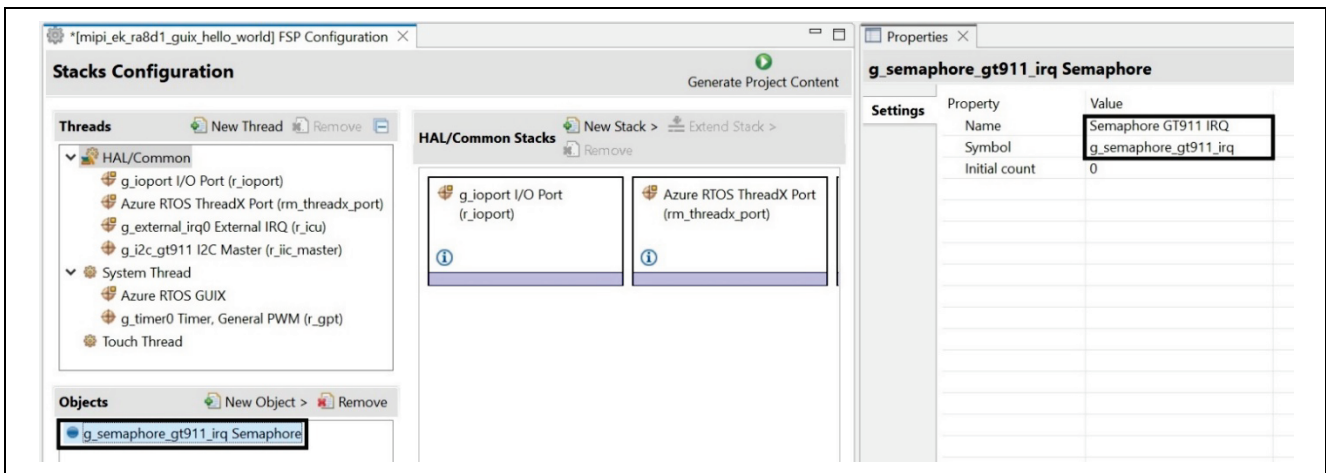 *[mipi_ek_ra8d1_guix_hello_world] FSP Configuration
Stacks Configuration
Generate Project Content
Threads
New Thread
Remove
HAL/Common
g_ioport I/O Port (r_ioport)
Azure RTOS ThreadX Port (rm_threadx_port)
g_external_irq0 External IRQ (r_icu)
g_i2c_gt911 I2C Master (r_iic_master)
System Thread
Azure RTOS GUIX
g_timer0 Timer, General PWM (r_gpt)
Touch Thread
Objects
New Object >
Remove
g_semaphore_gt911_irq Semaphore
HAL/Common Stacks
New Stack >
Extend Stack >
Remove
g_ioport I/O Port
(r_ioport)
Azure RTOS ThreadX Port
(rm_threadx_port)
Properties
g_semaphore_gt911_irq Semaphore
Settings
Property Value
Name Semaphore GT911 IRQ
Symbol g_semaphore_gt911_irq
Initial count 0